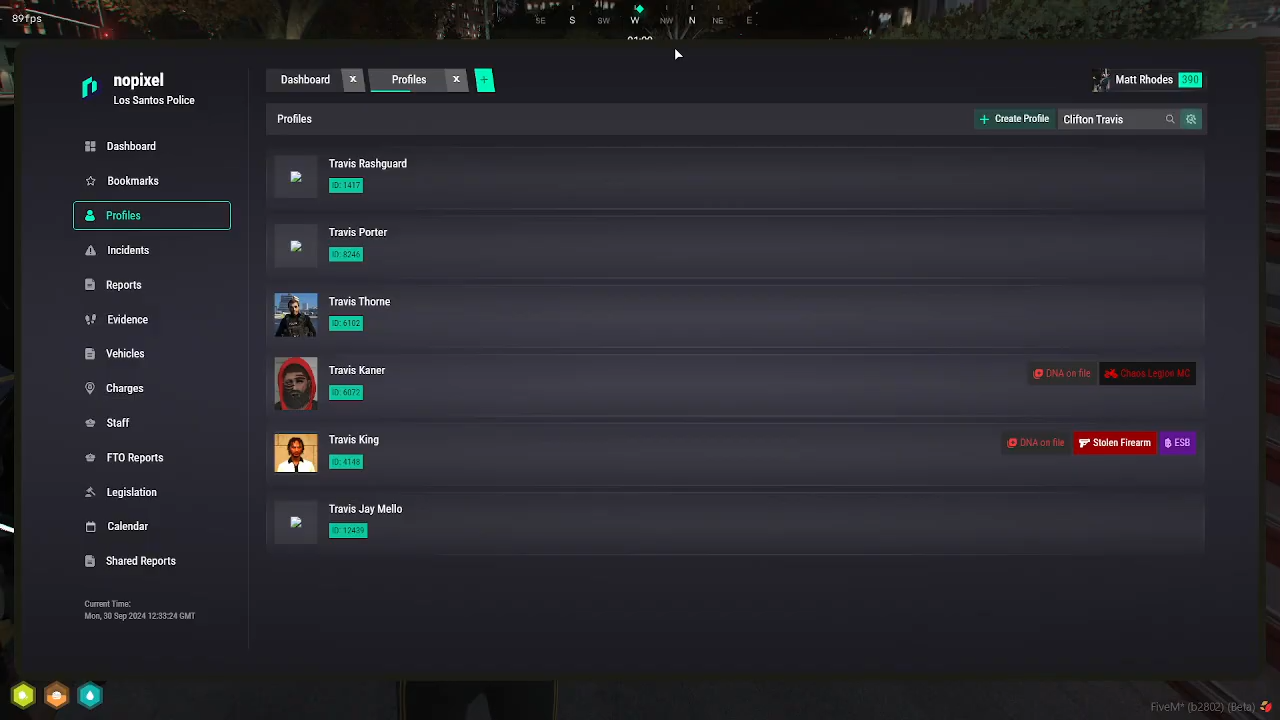 89fps
SE S SW W NW N NE E
nopixel
Los Santos Police
Dashboard x Profiles x +
Matt Rhodes 390
Profiles
+ Create Profile
Clifton Travis
Dashboard
Bookmarks
Profiles
Incidents
Reports
Evidence
Vehicles
Charges
Staff
FTO Reports
Legislation
Calendar
Shared Reports
Current Time:
Mon, 30 Sep 2024 12:33:24 GMT
Travis Rashguard
ID: 1417
Travis Porter
ID: 8246
Travis Thorne
ID: 6102
Travis Kaner
ID: 6072
DNA on file Chaos Legion MC
Travis King
ID: 4148
DNA on file Stolen Firearm ESB
Travis Jay Mello
ID: 12439
FiveM* (b2802) (Beta)